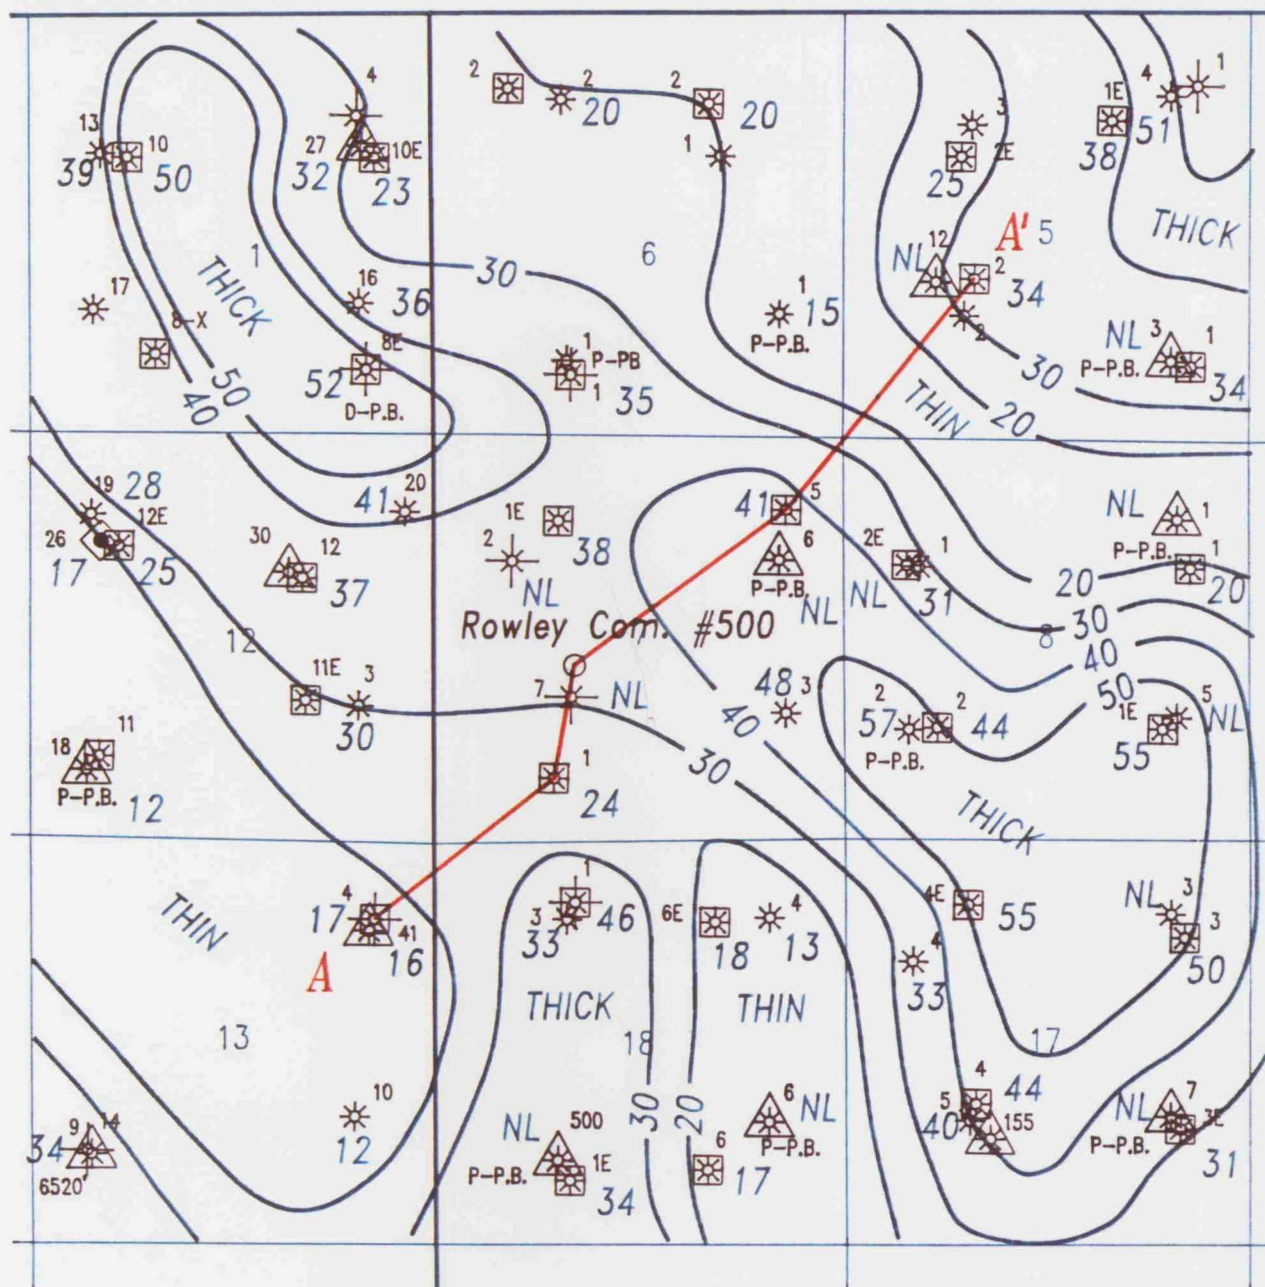 4
2
2
20
2
20
3
1E
51
4
1
13
39
10
50
27
32
10E
23
1
25
2E
38
A'
5
THICK
THICK
1
17
8-X
16
36
30
6
1
15
P-P.B.
NL
12
2
34
2
8E
52
D-P.B.
1
P-PB
1
35
50
40
THIN
30
20
NL
3
P-P.B.
1
34
19
28
26
17
12E
25
30
12
37
41
20
1E
38
2
NL
41
5
6
P-P.B.
NL
NL
2E
1
31
NL
1
P-P.B.
1
20
20
30
8
40
50
12
Rowley Com. #500
11E
3
30
7
NL
48
3
40
30
2
57
P-P.B.
2
44
1E
55
5
NL
18
11
P-P.B.
12
1
24
THICK
THIN
4
17
41
16
A
1
3
33
46
6E
18
4
13
4E
55
4
33
NL
3
3
50
13
THICK
18
THIN
17
30
20
10
12
9
14
34
6520'
NL
500
P-P.B.
1E
34
6
NL
P-P.B.
6
17
4
44
5
40
155
NL
7
P-P.B.
3E
31